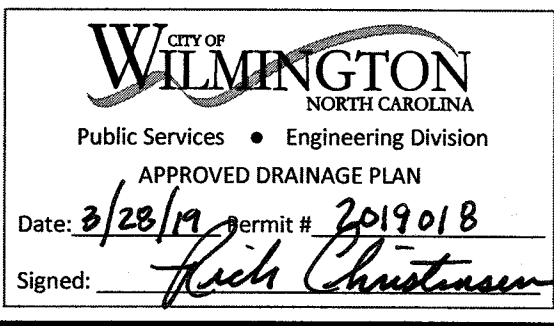 CITY OF
WILMINGTON
NORTH CAROLINA
Public Services • Engineering Division
APPROVED DRAINAGE PLAN
Date: 3/28/19 Permit # 2019018
Signed: Rich Christensen